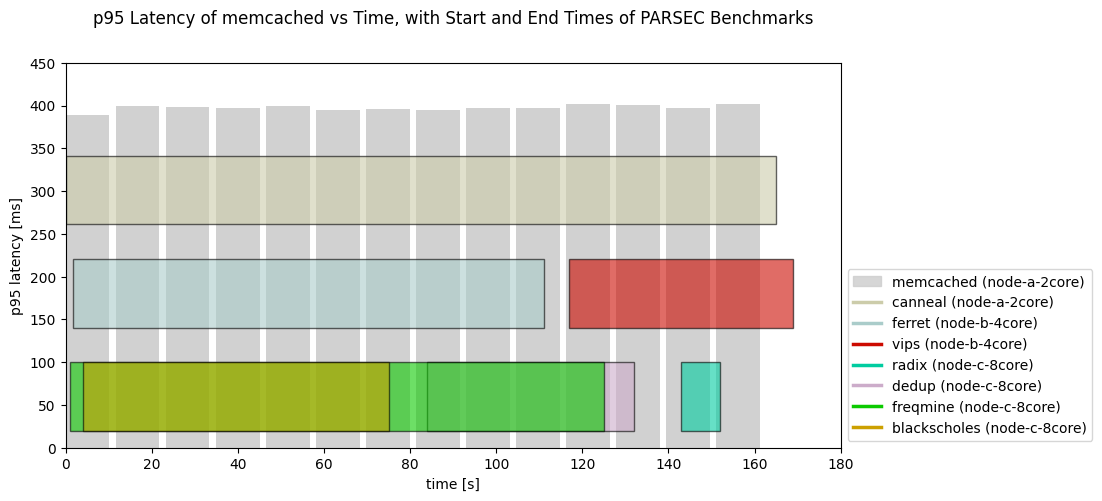 p95 Latency of memcached vs Time, with Start and End Times of PARSEC Benchmarks
450
400
350
300
250
200
150
100
50
0
p95 latency [ms]
0 20 40 60 80 100 120 140 160 180
time [s]
memcached (node-a-2core)
canneal (node-a-2core)
ferret (node-b-4core)
vips (node-b-4core)
radix (node-c-8core)
dedup (node-c-8core)
freqmine (node-c-8core)
blackscholes (node-c-8core)